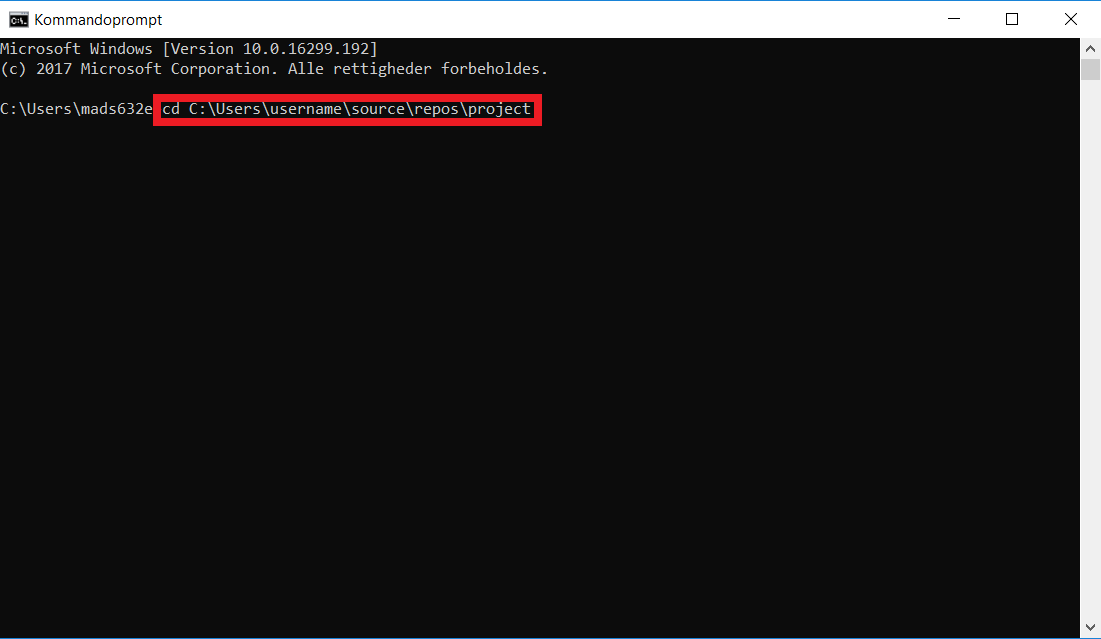 Kommandoprompt
Microsoft Windows [Version 10.0.16299.192]
(c) 2017 Microsoft Corporation. Alle rettigheder forbeholdes.
C:\Users\mads632e cd C:\Users\username\source\repos\project